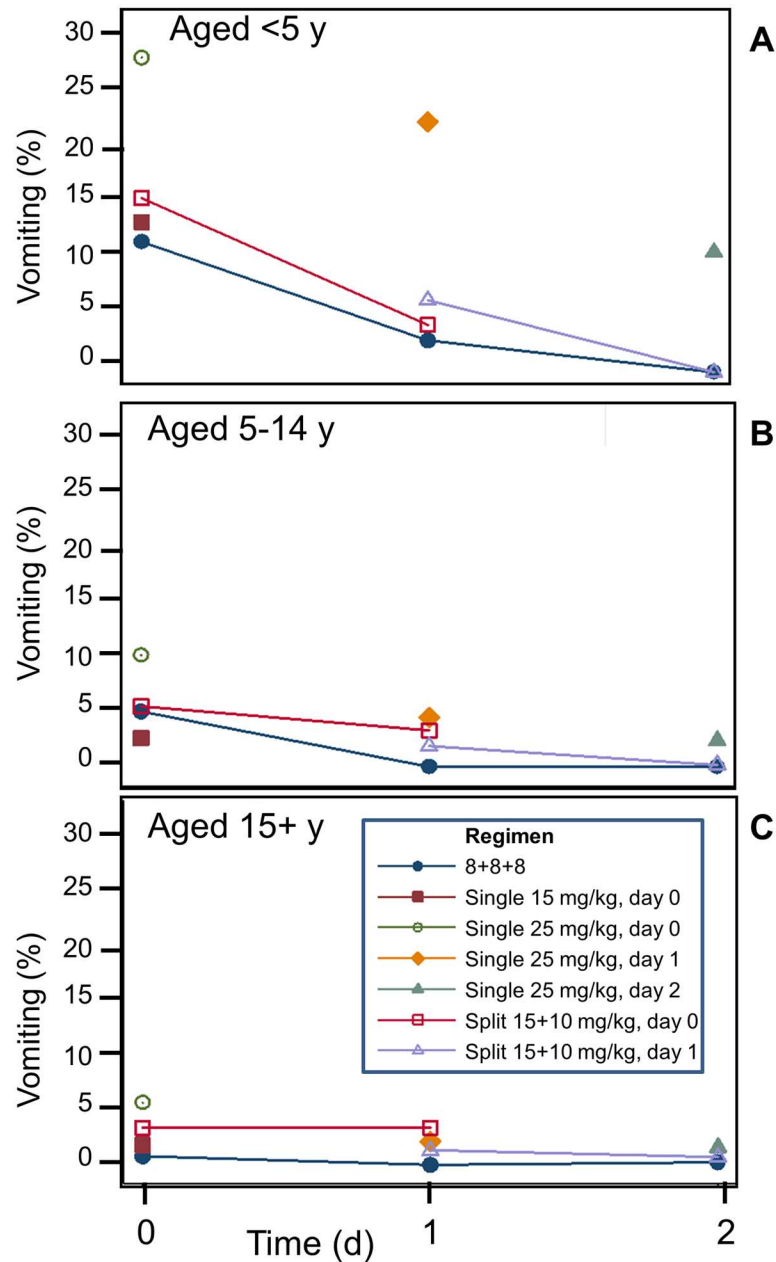 Aged <5 y
A
30
25
20
15
10
5
0
Vomiting (%)
Aged 5-14 y
B
30
25
20
15
10
5
0
Vomiting (%)
Aged 15+ y
C
30
25
20
15
10
5
0
Vomiting (%)
Regimen
8+8+8
Single 15 mg/kg, day 0
Single 25 mg/kg, day 0
Single 25 mg/kg, day 1
Single 25 mg/kg, day 2
Split 15+10 mg/kg, day 0
Split 15+10 mg/kg, day 1
0 1 2
Time (d)